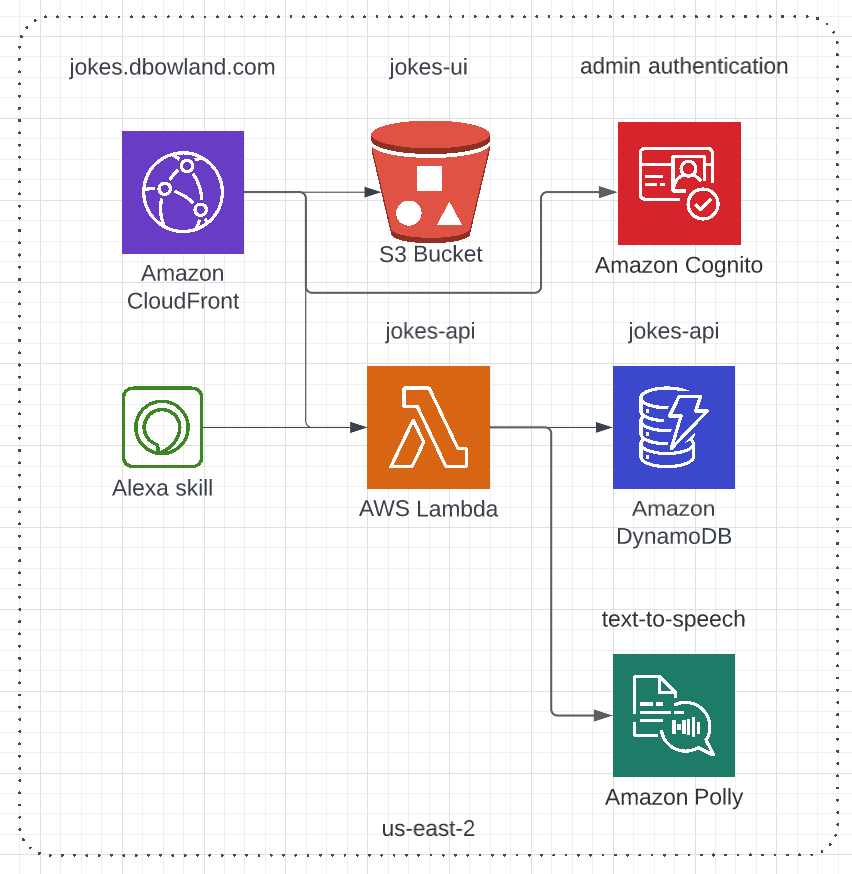 jokes.dbowland.com
jokes-ui
admin authentication
Amazon
CloudFront
S3 Bucket
Amazon Cognito
jokes-api
jokes-api
Alexa skill
AWS Lambda
Amazon
DynamoDB
text-to-speech
Amazon Polly
us-east-2